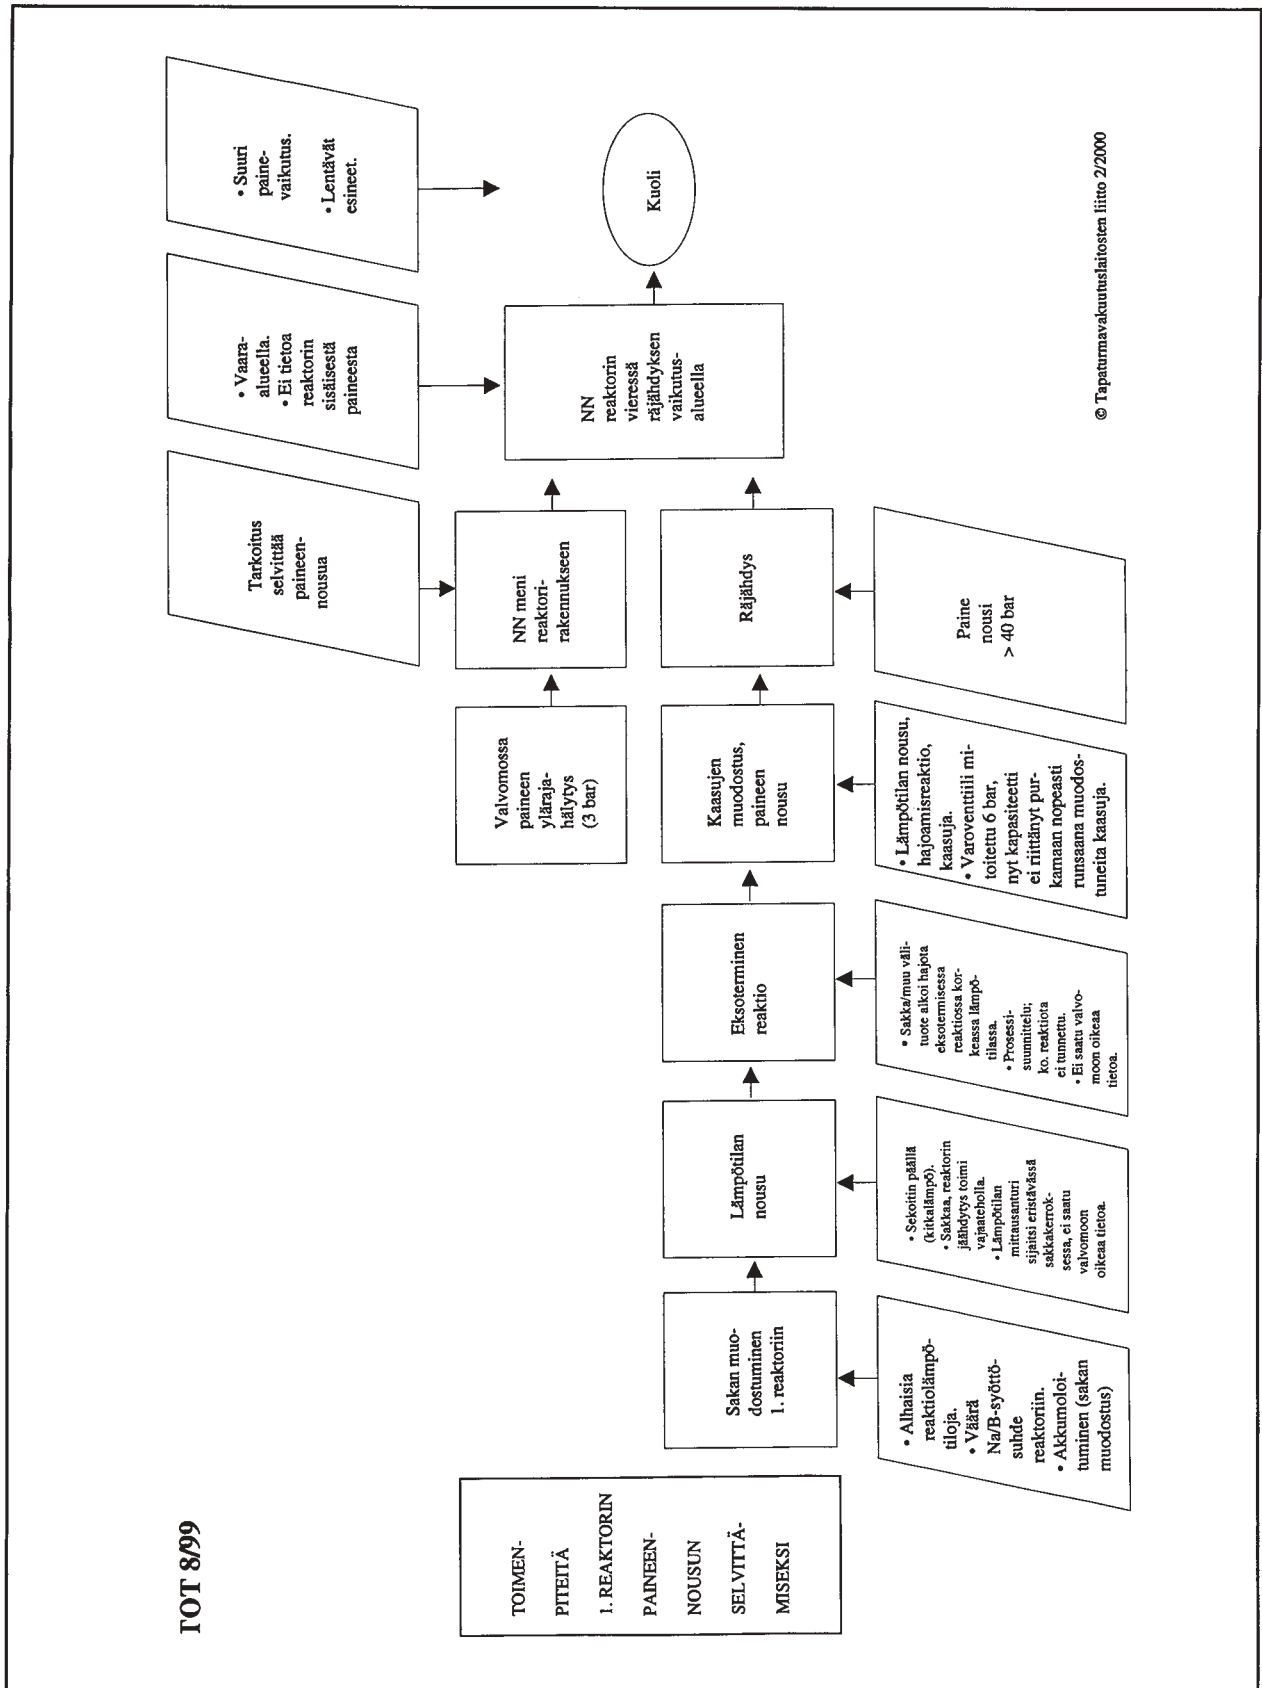 TOT 8/99
TOIMEN-
PITEITÄ
1. REAKTORIN
PAINEEN-
NOUSUN
SELVITTÄ-
MISEKSI
Sakan muo-
dostuminen
1. reaktoriin
• Alhaisia
reaktiolämpö-
tiloja.
• Väärä
Na/B-syöttö-
suhde
reaktoriin.
• Akkumoloi-
tuminen (sakan
muodostus)
Lämpötilan
nousu
• Sekoitin päällä
(kitkalämpö).
• Sakkaa, reaktorin
jäähdytys toimi
vajaateholla.
• Lämpötilan
mittausanturi
sijaitsi eristävässä
sakkakerrok-
sessa, ei saatu
valvomoon
oikeaa tietoa.
Eksoterminen
reaktio
• Sakka/muu väli-
tuote alkoi hajota
eksotermisessa
reaktiossa kor-
keassa lämpö-
tilassa.
• Prosessi-
suunnittelu;
ko. reaktiota
ei tunnettu.
• Ei saatu valvo-
moon oikeaa
tietoa.
Valvomossa
paineen
yläraja-
hälytys
(3 bar)
Kaasujen
muodostus,
paineen
nousu
• Lämpötilan nousu,
hajoamisreaktio,
kaasuja.
• Varoventtiili mi-
toitettu 6 bar,
nyt kapasiteetti
ei riittänyt pur-
kamaan nopeasti
runsaana muodos-
tuneita kaasuja.
Tarkoitus
selvittää
paineen-
nousua
NN meni
reaktori-
rakennukseen
Räjähdys
Paine
nousi
> 40 bar
• Vaara-
alueella.
• Ei tietoa
reaktorin
sisäisestä
paineesta
NN
reaktorin
vieressä
räjähdyksen
vaikutus-
alueella
• Suuri
paine-
vaikutus.
• Lentävät
esineet.
Kuoli
© Tapaturmavakuutuslaitosten liitto 2/2000